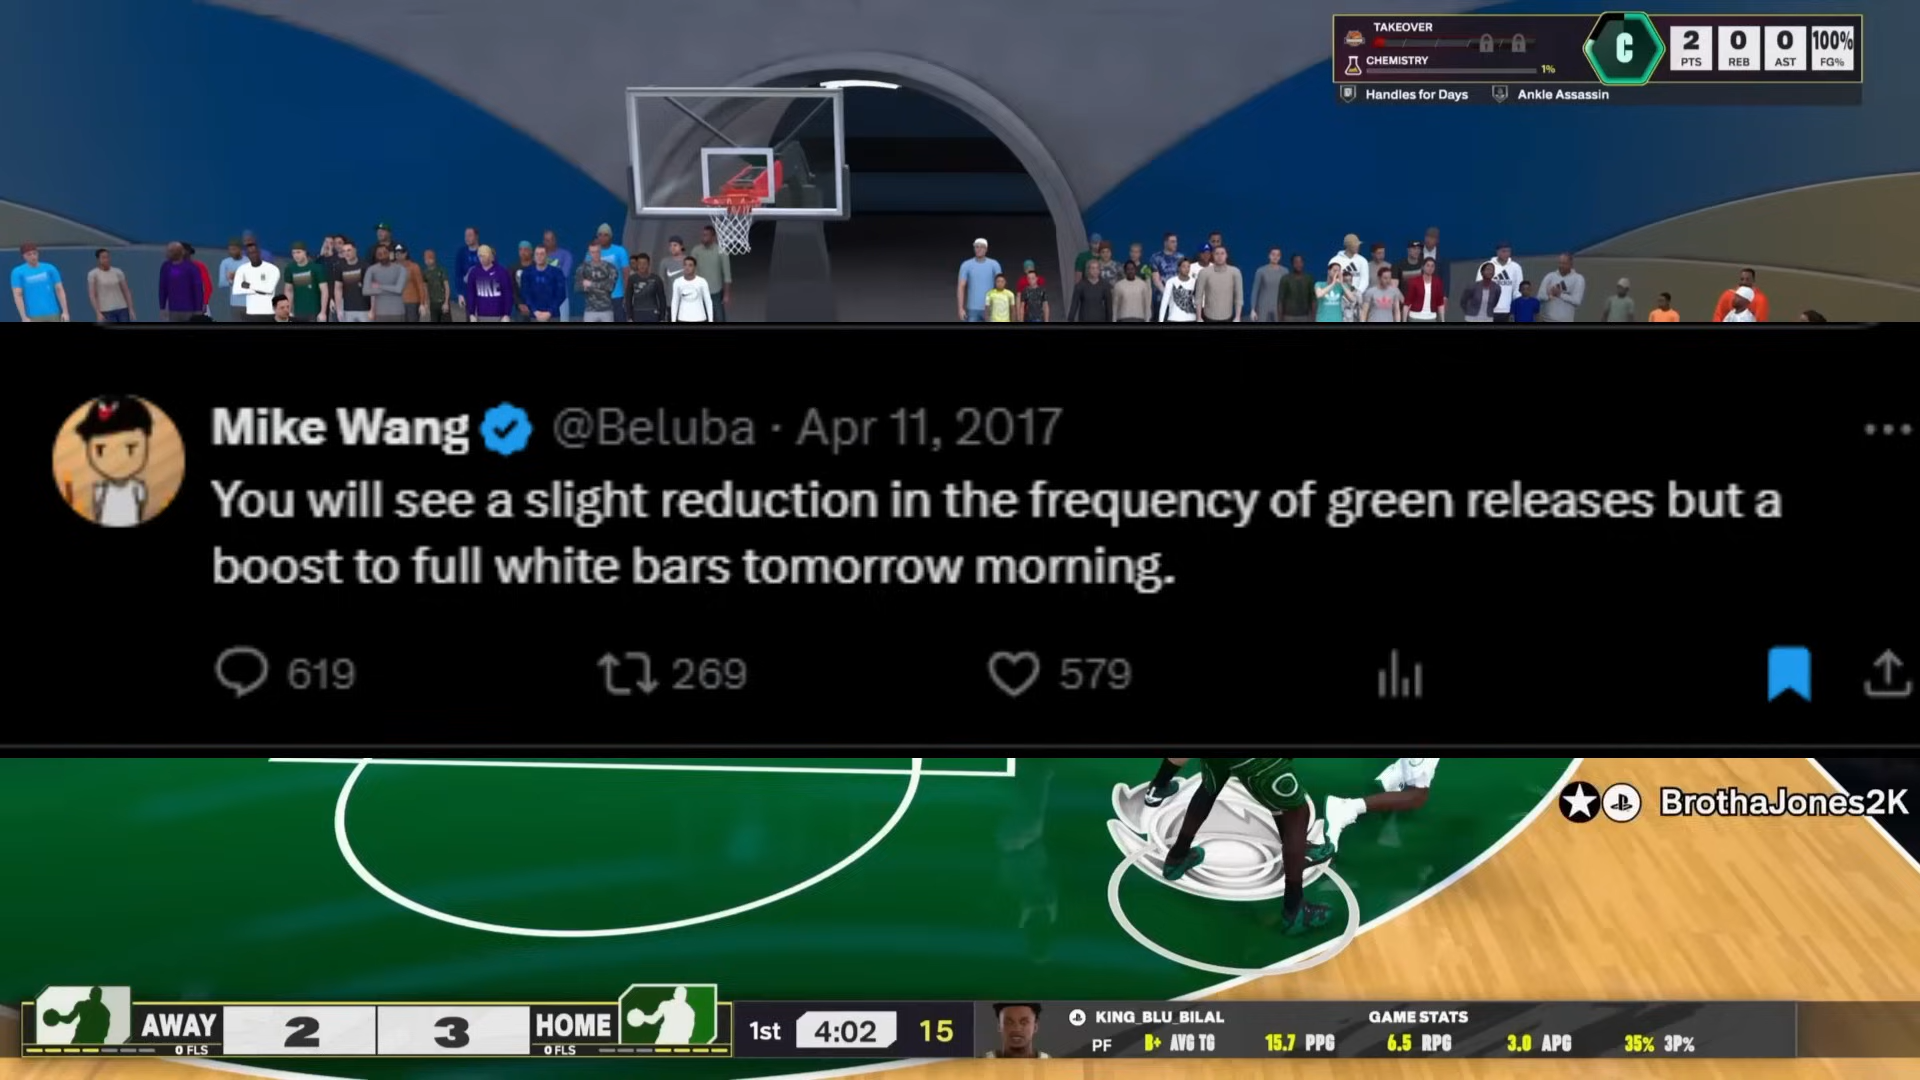 TAKEOVER
CHEMISTRY
1%
C
2
PTS
0
REB
0
AST
100%
FG%
Handles for Days
Ankle Assassin
NIKE
Mike Wang @Beluba · Apr 11, 2017
You will see a slight reduction in the frequency of green releases but a
boost to full white bars tomorrow morning.
619 269 579
BrothaJones2K
AWAY 2 3 HOME
0 FLS 0 FLS
1st 4:02 15
KING_BLU_BILAL GAME STATS
PF B+ AVG TG 15.7 PPG 6.5 RPG 3.0 APG 35% 3P%